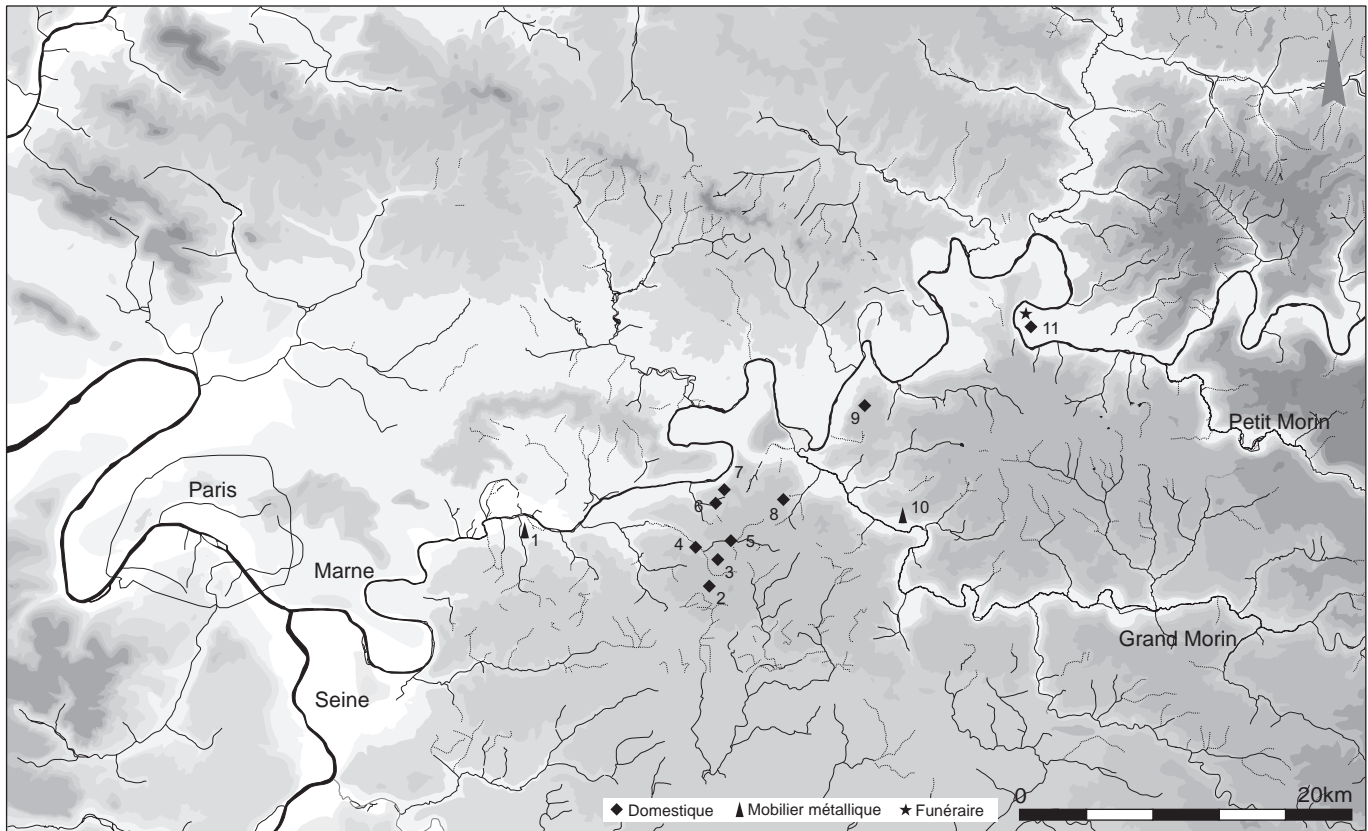 11
9
Petit Morin
7
Paris
6
8
10
1
5
4
3
Marne
2
Grand Morin
Seine
Domestique
Mobilier métallique
Funéraire
0
20km